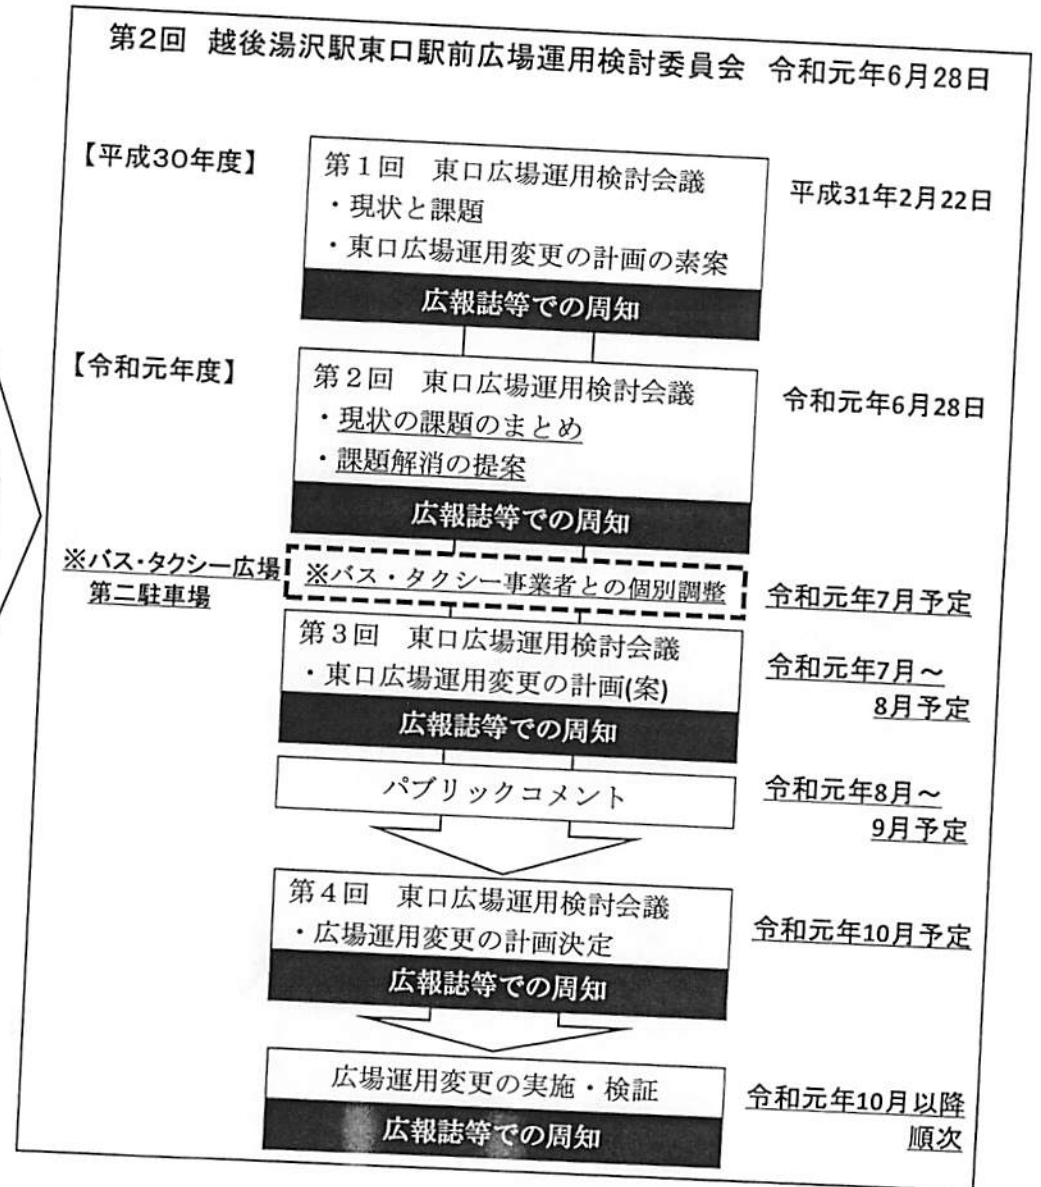 第2回 越後湯沢駅東口駅前広場運用検討委員会 令和元年6月28日
【平成30年度】
第１回 東口広場運用検討会議
・現状と課題
・東口広場運用変更の計画の素案
広報誌等での周知
平成31年2月22日
【令和元年度】
第２回 東口広場運用検討会議
・現状の課題のまとめ
・課題解消の提案
広報誌等での周知
令和元年6月28日
※バス・タクシー広場
第二駐車場
※バス・タクシー事業者との個別調整
令和元年7月予定
第３回 東口広場運用検討会議
・東口広場運用変更の計画(案)
広報誌等での周知
令和元年7月～
8月予定
パブリックコメント
令和元年8月～
9月予定
第４回 東口広場運用検討会議
・広場運用変更の計画決定
広報誌等での周知
令和元年10月予定
広場運用変更の実施・検証
広報誌等での周知
令和元年10月以降
順次